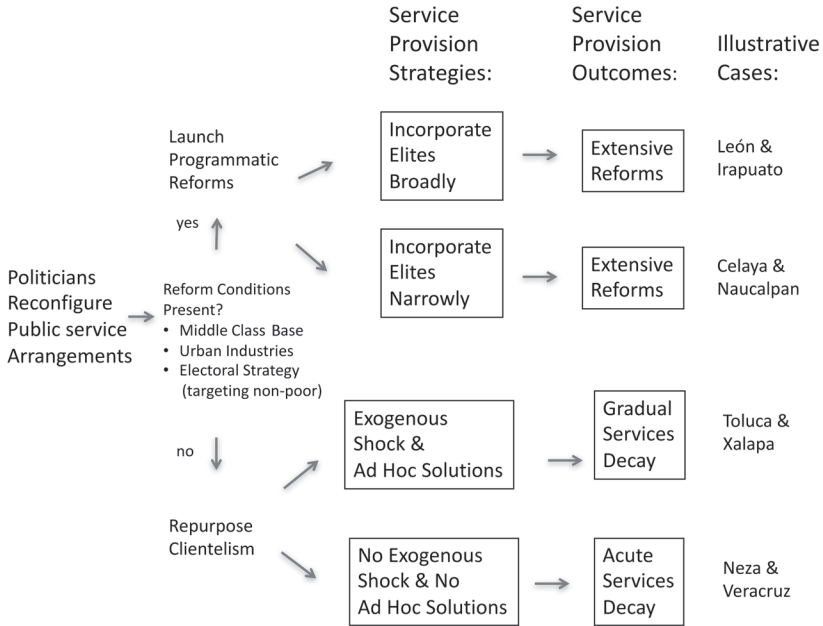 Service
Provision
Strategies:
Service
Provision
Outcomes:
Illustrative
Cases:
Launch
Programmatic
Reforms
Incorporate
Elites
Broadly
Extensive
Reforms
León &
Irapuato
yes
Incorporate
Elites
Narrowly
Extensive
Reforms
Celaya &
Naucalpan
Politicians
Reconfigure
Public service
Arrangements
Reform Conditions
Present?
• Middle Class Base
• Urban Industries
• Electoral Strategy
(targeting non-poor)
no
Exogenous
Shock &
Ad Hoc Solutions
Gradual
Services
Decay
Toluca &
Xalapa
Repurpose
Clientelism
No Exogenous
Shock & No
Ad Hoc Solutions
Acute
Services
Decay
Neza &
Veracruz